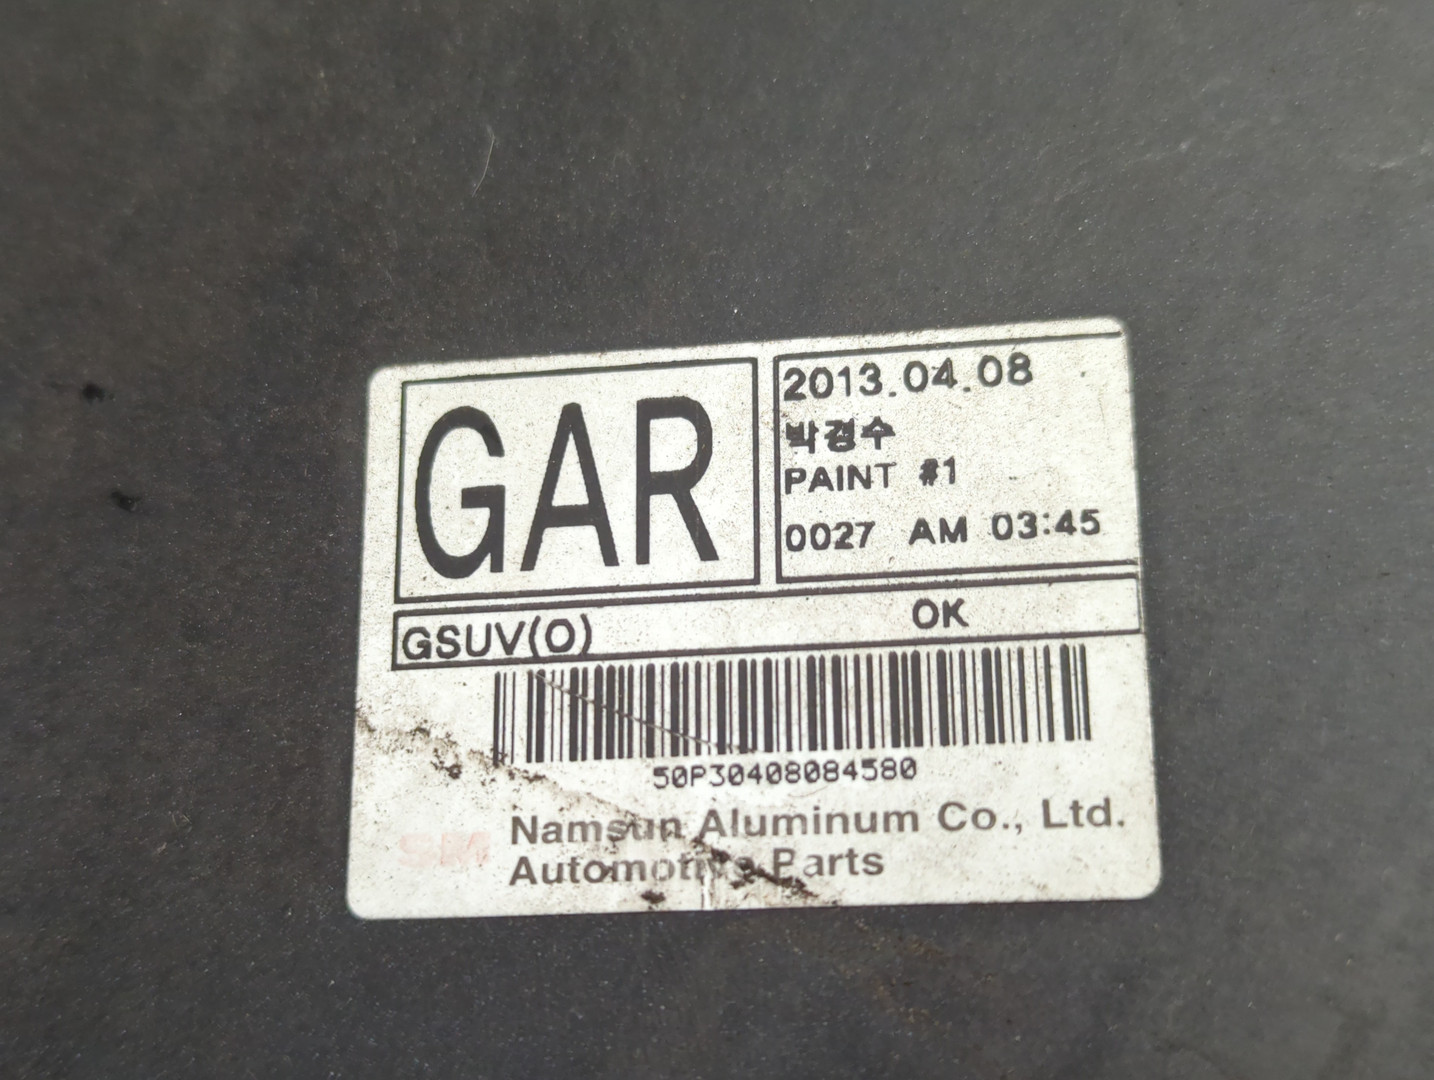 GAR
2013.04.08
박경수
PAINT #1
0027 AM 03:45
GSUV(O) OK
50P30408084580
SM
Namsun Aluminum Co., Ltd.
Automotive Parts